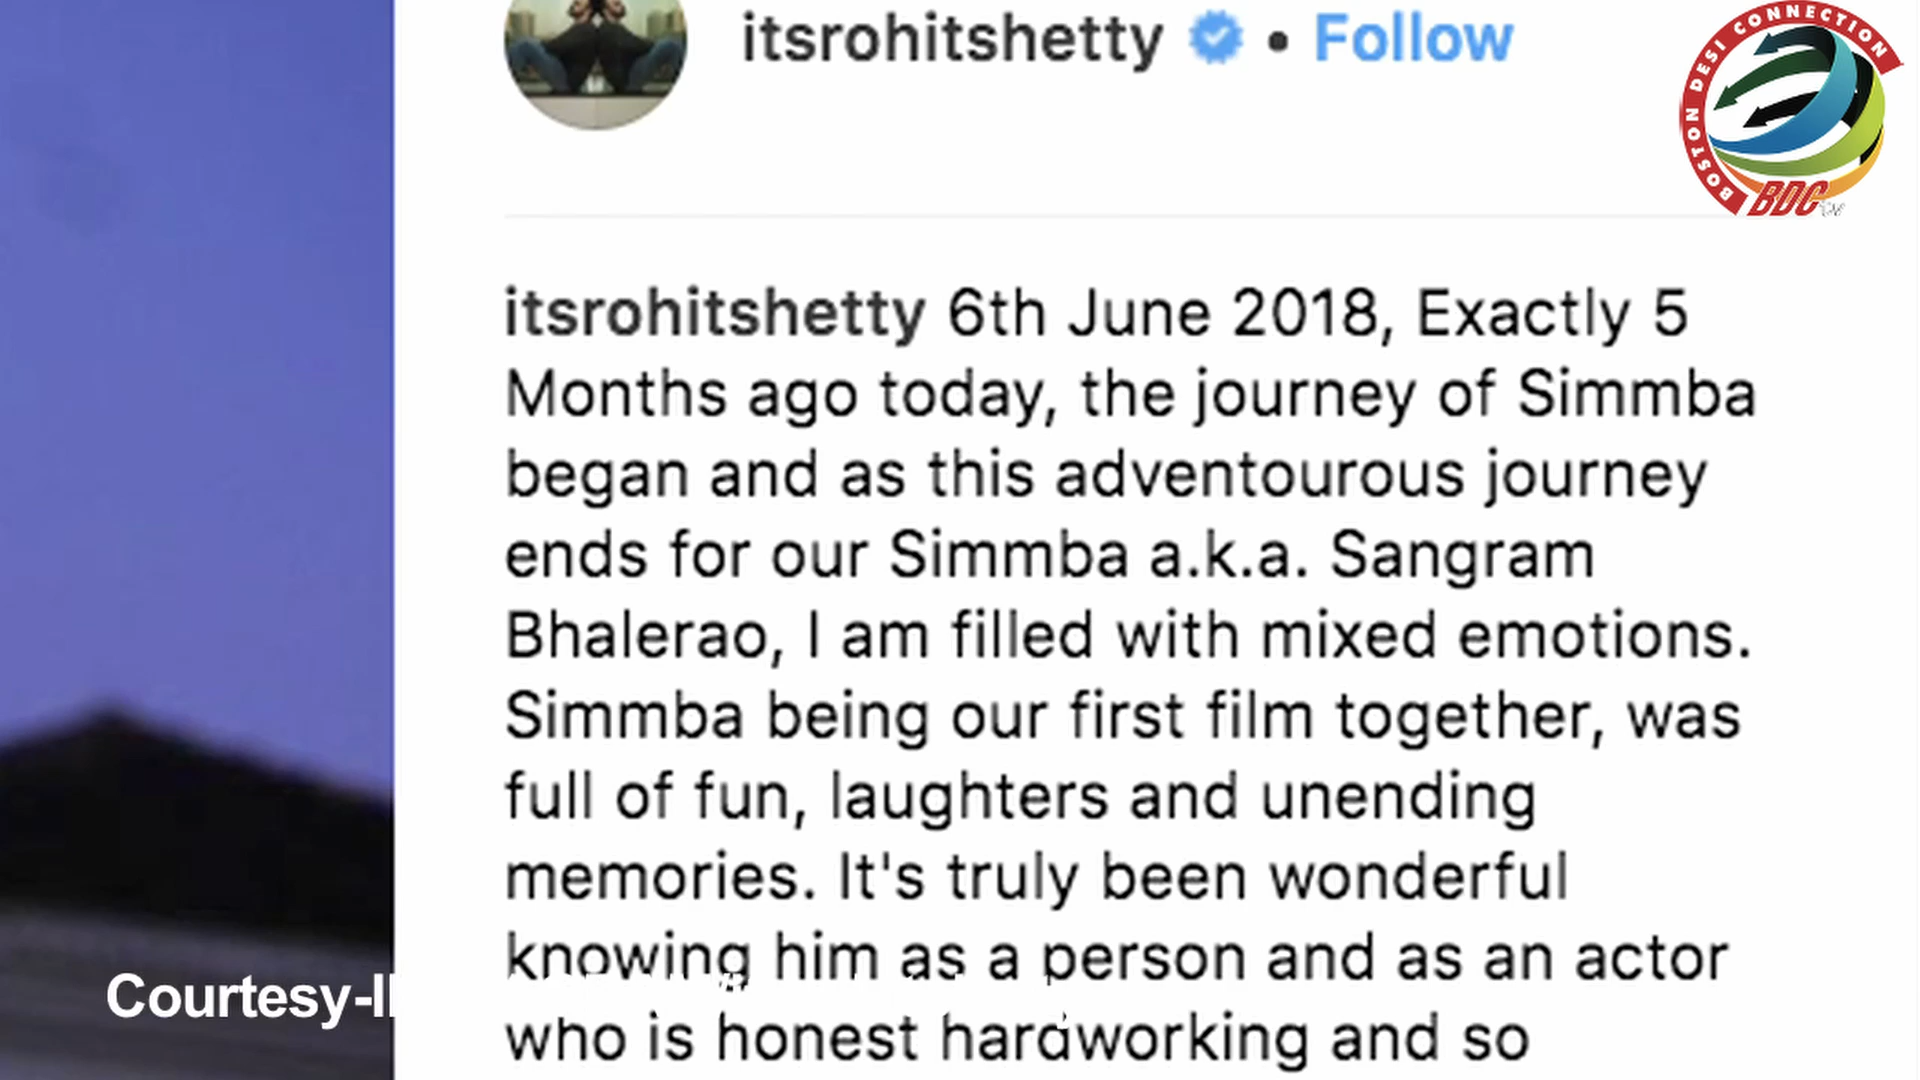 itsrohitshetty • Follow
BOSTON DESI CONNECTION
BDC
itsrohitshetty 6th June 2018, Exactly 5
Months ago today, the journey of Simmba
began and as this adventourous journey
ends for our Simmba a.k.a. Sangram
Bhalerao, I am filled with mixed emotions.
Simmba being our first film together, was
full of fun, laughters and unending
memories. It's truly been wonderful
knowing him as a person and as an actor
Courtesy-
who is honest hardworking and so